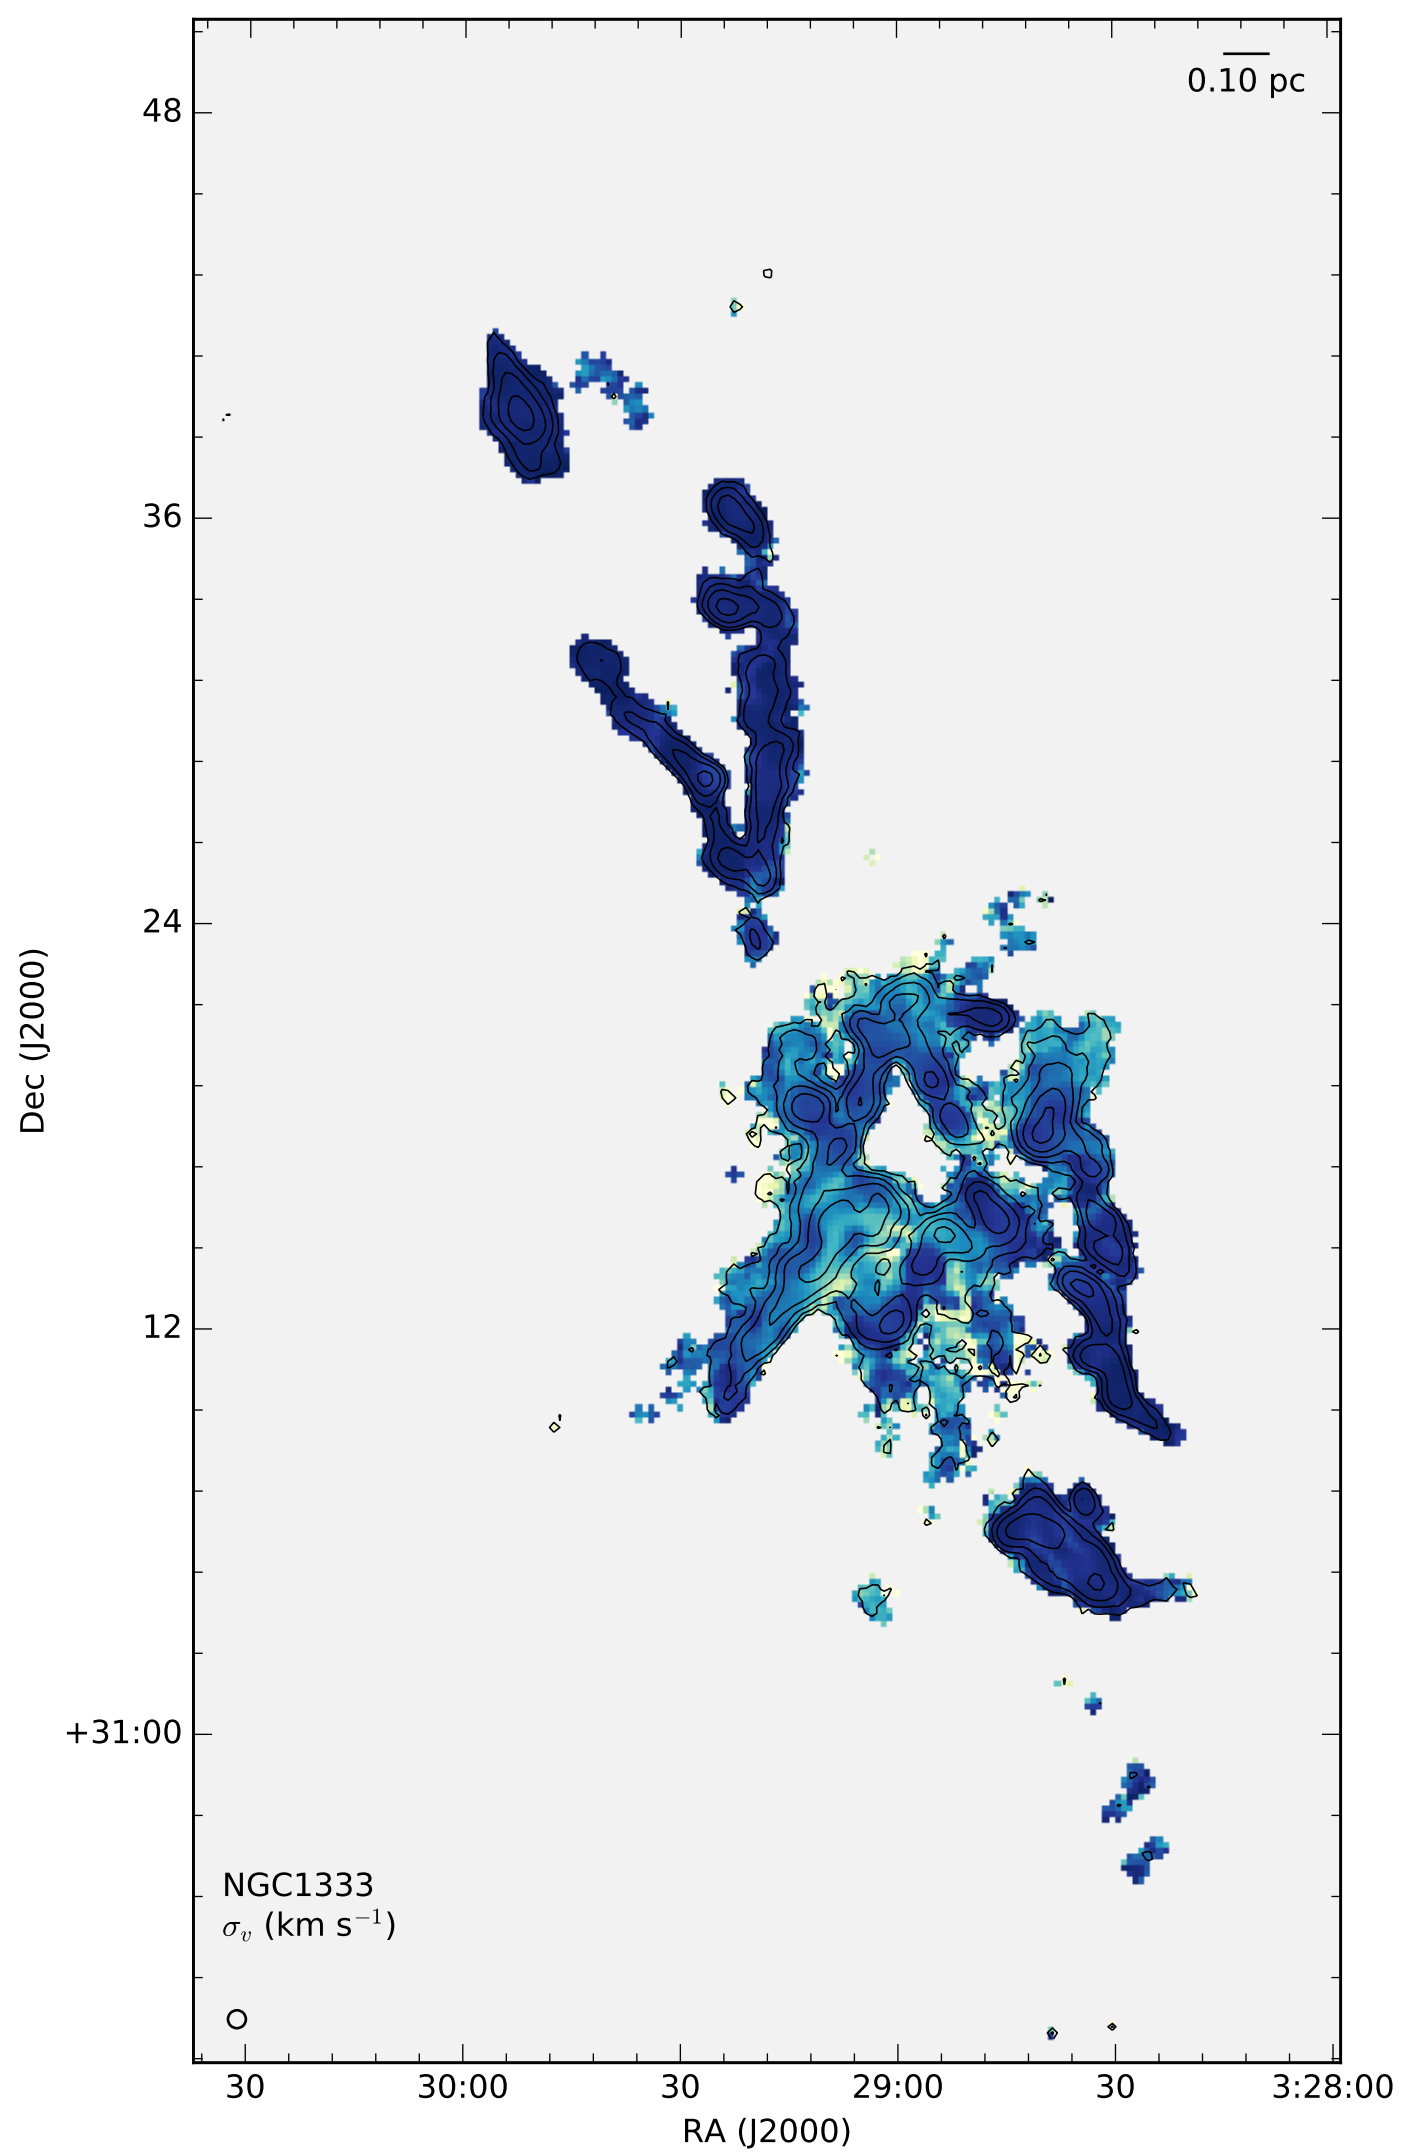 0.10 pc
48
36
24
12
+31:00
Dec (J2000)
NGC1333
σᵥ (km s⁻¹)
30 30:00 30 29:00 30 3:28:00
RA (J2000)